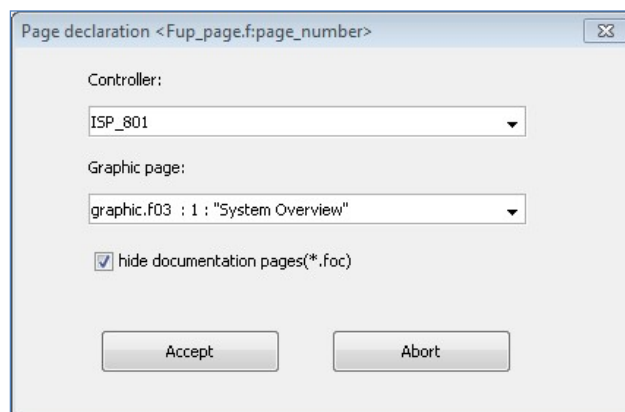 Page declaration <Fup_page.f:page_number>
Controller:
ISP_801
Graphic page:
graphic.f03 : 1 : "System Overview"
hide documentation pages(*.foc)
Accept Abort